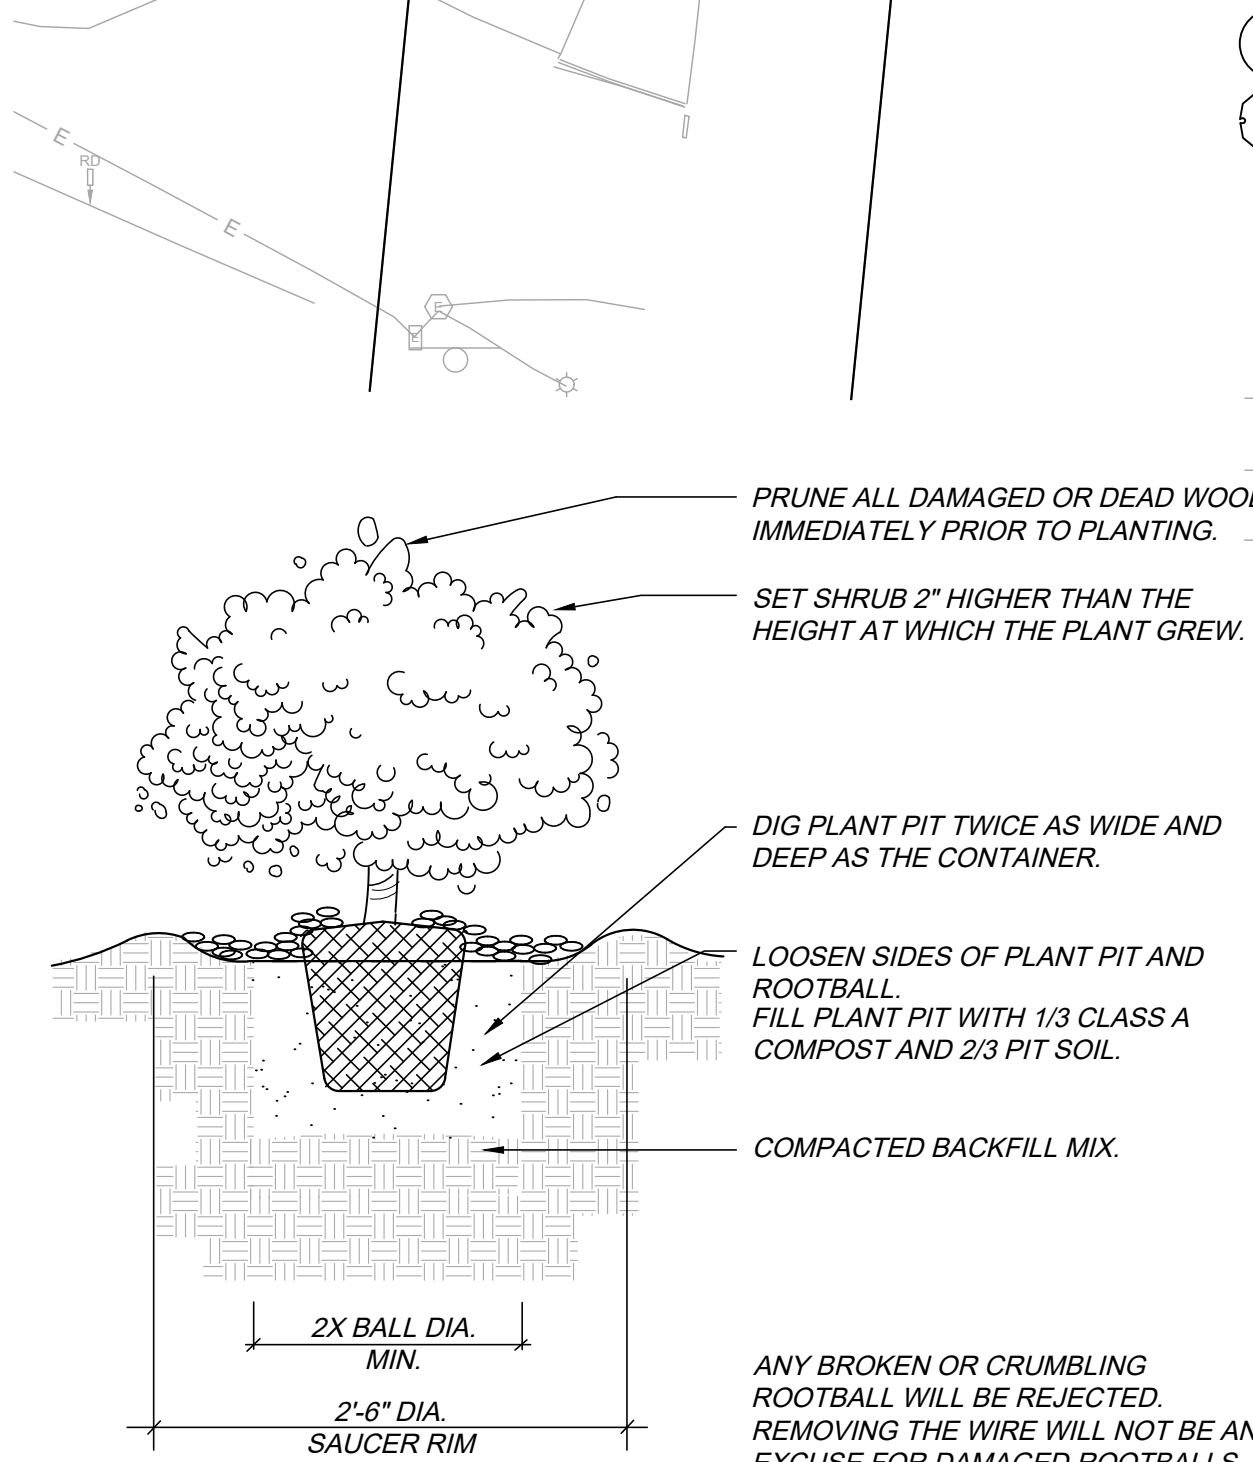 E
RD
E
E
E
PRUNE ALL DAMAGED OR DEAD WOOD
IMMEDIATELY PRIOR TO PLANTING.
SET SHRUB 2" HIGHER THAN THE
HEIGHT AT WHICH THE PLANT GREW.
DIG PLANT PIT TWICE AS WIDE AND
DEEP AS THE CONTAINER.
LOOSEN SIDES OF PLANT PIT AND
ROOTBALL.
FILL PLANT PIT WITH 1/3 CLASS A
COMPOST AND 2/3 PIT SOIL.
COMPACTED BACKFILL MIX.
2X BALL DIA.
MIN.
2'-6" DIA.
SAUCER RIM
ANY BROKEN OR CRUMBLING
ROOTBALL WILL BE REJECTED.
REMOVING THE WIRE WILL NOT BE AN
EXCUSE FOR DAMAGED ROOTBALLS